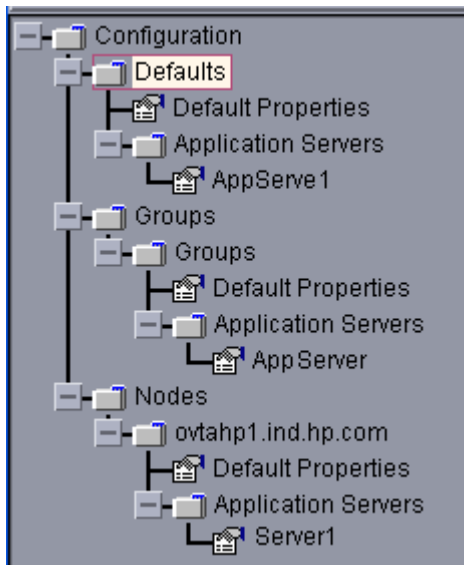 Configuration
Defaults
Default Properties
Application Servers
AppServe1
Groups
Groups
Default Properties
Application Servers
AppServer
Nodes
ovtahp1.ind.hp.com
Default Properties
Application Servers
Server1